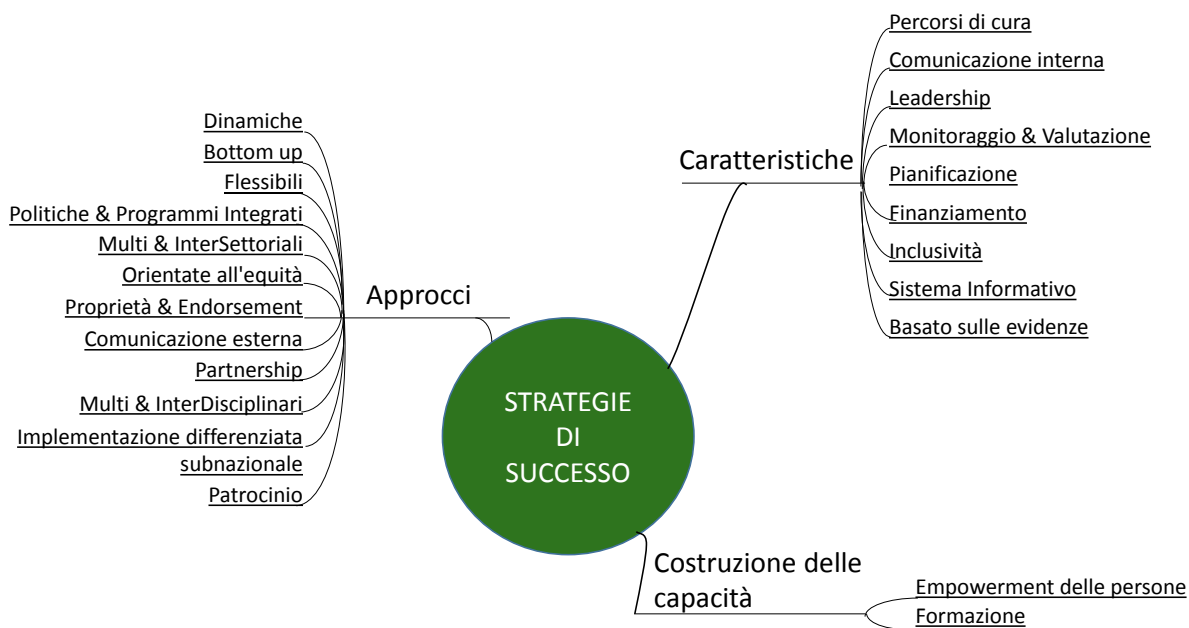 Dinamiche
Bottom up
Flessibili
Politiche & Programmi Integrati
Multi & InterSettoriali
Orientate all'equità
Proprietà & Endorsement
Comunicazione esterna
Partnership
Multi & InterDisciplinari
Implementazione differenziata
subnazionale
Patrocinio
Approcci
STRATEGIE
DI
SUCCESSO
Caratteristiche
Percorsi di cura
Comunicazione interna
Leadership
Monitoraggio & Valutazione
Pianificazione
Finanziamento
Inclusività
Sistema Informativo
Basato sulle evidenze
Costruzione delle
capacità
Empowerment delle persone
Formazione